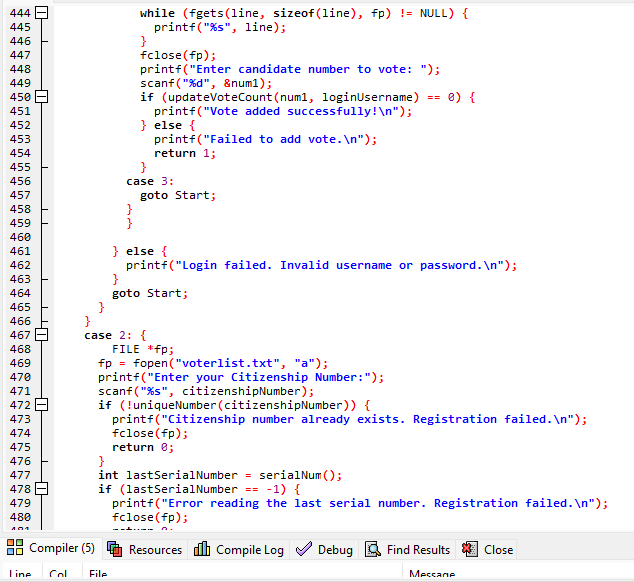 444 while (fgets(line, sizeof(line), fp) != NULL) {
445 printf("%s", line);
446 }
447 fclose(fp);
448 printf("Enter candidate number to vote: ");
449 scanf("%d", &num1);
450 if (updateVoteCount(num1, loginUsername) == 0) {
451 printf("Vote added successfully!\n");
452 } else {
453 printf("Failed to add vote.\n");
454 return 1;
455 }
456 case 3:
457 goto Start;
458 }
459 }
460
461 } else {
462 printf("Login failed. Invalid username or password.\n");
463 }
464 goto Start;
465 }
466 }
467 case 2: {
468 FILE *fp;
469 fp = fopen("voterlist.txt", "a");
470 printf("Enter your Citizenship Number:");
471 scanf("%s", citizenshipNumber);
472 if (!uniqueNumber(citizenshipNumber)) {
473 printf("Citizenship number already exists. Registration failed.\n");
474 fclose(fp);
475 return 0;
476 }
477 int lastSerialNumber = serialNum();
478 if (lastSerialNumber == -1) {
479 printf("Error reading the last serial number. Registration failed.\n");
480 fclose(fp);
481 return 0;
Compiler (5) Resources Compile Log Debug Find Results Close
Line Col File Message